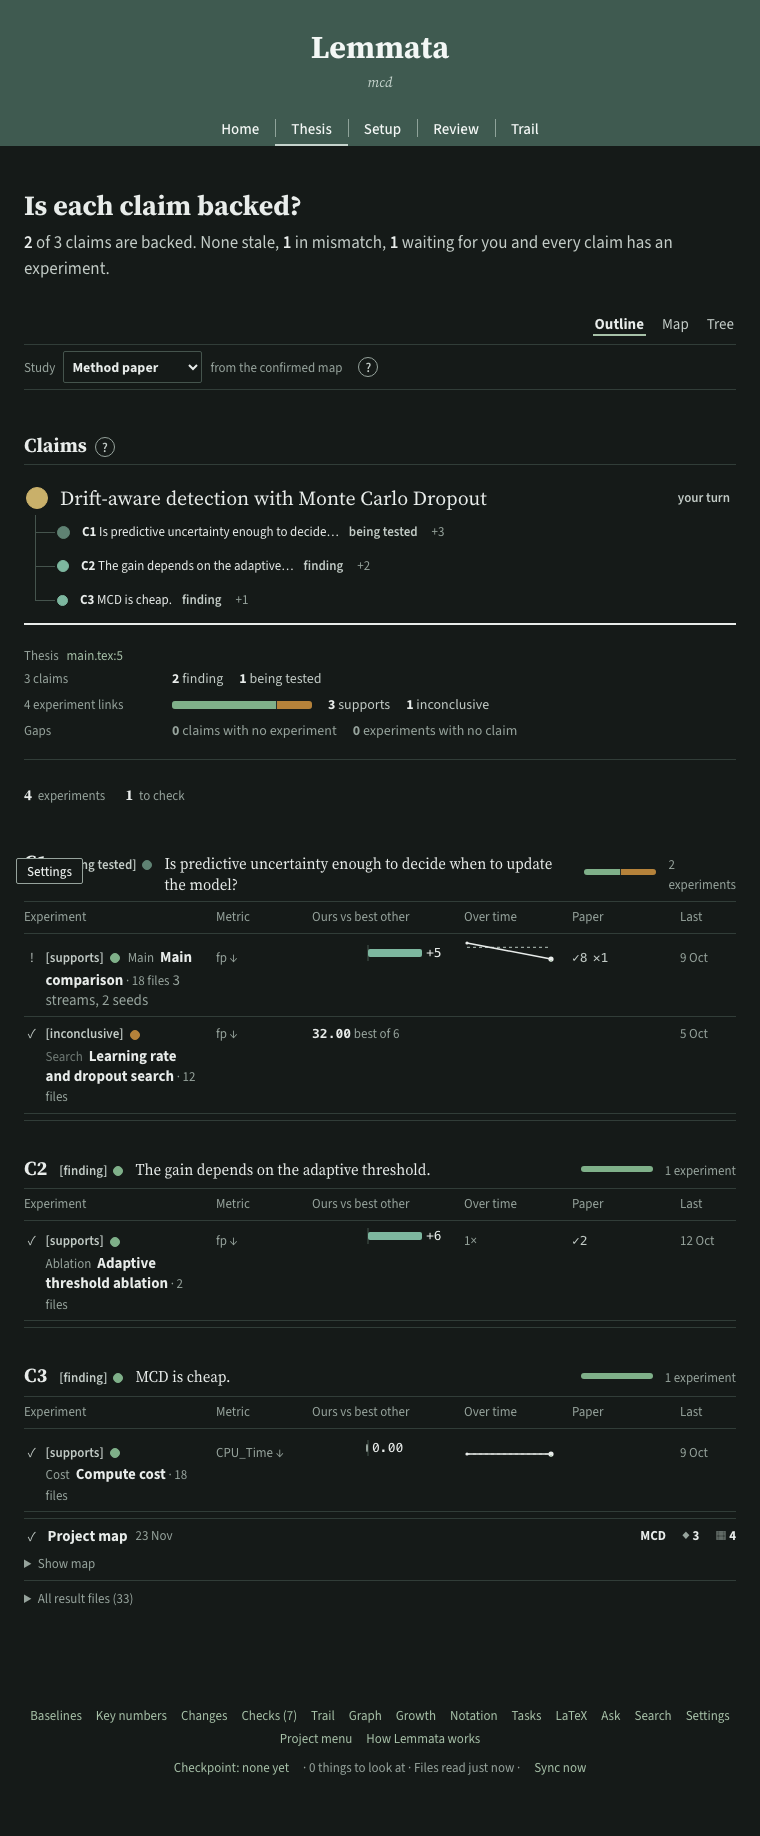 Lemmata
mcd
Home Thesis Setup Review Trail
Is each claim backed?
2 of 3 claims are backed. None stale, 1 in mismatch, 1 waiting for you and every claim has an
experiment.
Outline Map Tree
Study Method paper from the confirmed map ?
Claims ?
Drift-aware detection with Monte Carlo Dropout your turn
C1 Is predictive uncertainty enough to decide… being tested +3
C2 The gain depends on the adaptive… finding +2
C3 MCD is cheap. finding +1
Thesis main.tex:5
3 claims 2 finding 1 being tested
4 experiment links 3 supports 1 inconclusive
Gaps 0 claims with no experiment 0 experiments with no claim
4 experiments 1 to check
ng tested] Is predictive uncertainty enough to decide when to update 2
Settings the model? experiments
Experiment Metric Ours vs best other Over time Paper Last
! [supports] Main Main fp ↓ +5 ✓8 ×1 9 Oct
comparison · 18 files 3
streams, 2 seeds
✓ [inconclusive] fp ↓ 32.00 best of 6 5 Oct
Search Learning rate
and dropout search · 12
files
C2 [finding] The gain depends on the adaptive threshold. 1 experiment
Experiment Metric Ours vs best other Over time Paper Last
✓ [supports] fp ↓ +6 1× ✓2 12 Oct
Ablation Adaptive
threshold ablation · 2
files
C3 [finding] MCD is cheap. 1 experiment
Experiment Metric Ours vs best other Over time Paper Last
✓ [supports] CPU_Time ↓ 0.00 9 Oct
Cost Compute cost · 18
files
✓ Project map 23 Nov MCD ◆ 3 ▦ 4
▶ Show map
▶ All result files (33)
Baselines Key numbers Changes Checks (7) Trail Graph Growth Notation Tasks LaTeX Ask Search Settings
Project menu How Lemmata works
Checkpoint: none yet · 0 things to look at · Files read just now · Sync now